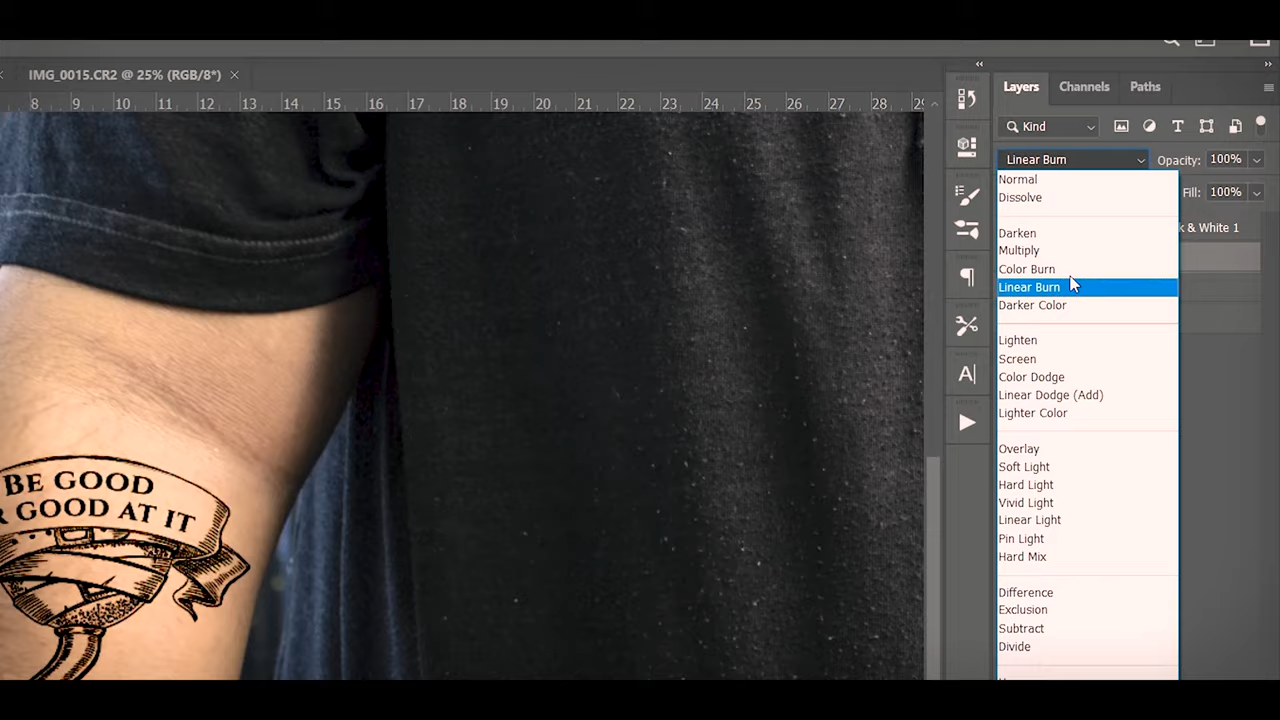 IMG_0015.CR2 @ 25% (RGB/8*)
8 9 10 11 12 13 14 15 16 17 18 19 20 21 22 23 24 25 26 27 28
Layers Channels Paths
Kind
Linear Burn Opacity: 100%
Normal
Fill: 100%
Dissolve
k & White 1
Darken
Multiply
Color Burn
Linear Burn
Darker Color
Lighten
Screen
Color Dodge
Linear Dodge (Add)
Lighter Color
Overlay
Soft Light
Hard Light
Vivid Light
Linear Light
Pin Light
Hard Mix
Difference
Exclusion
Subtract
Divide
BE GOOD
R GOOD AT IT